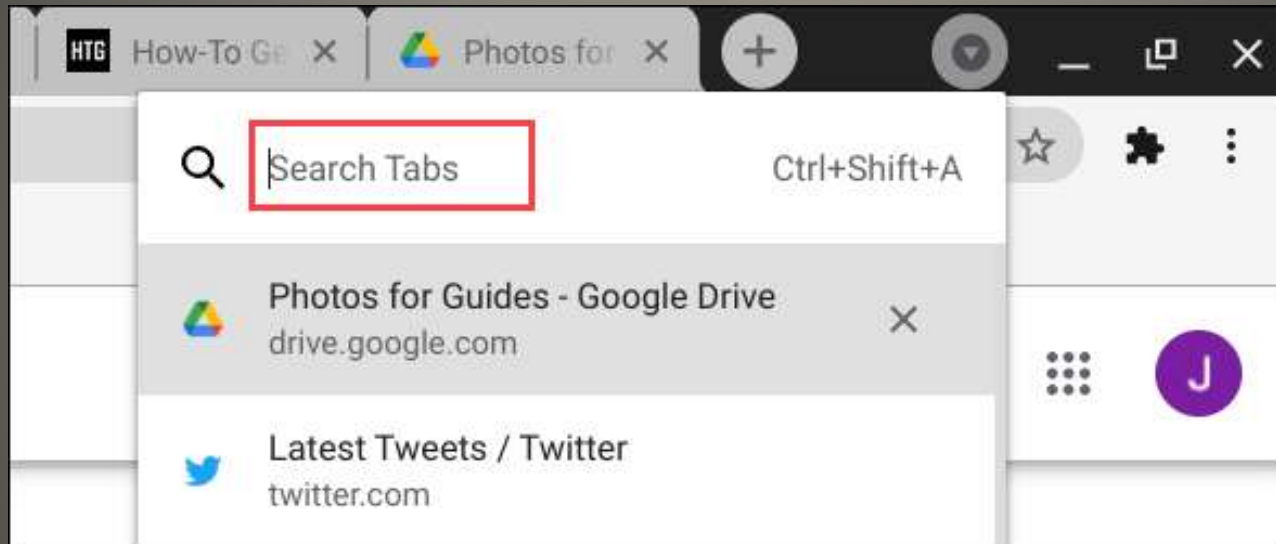 HTG How-To Ge Photos for
Search Tabs Ctrl+Shift+A
Photos for Guides - Google Drive
drive.google.com
J
Latest Tweets / Twitter
twitter.com